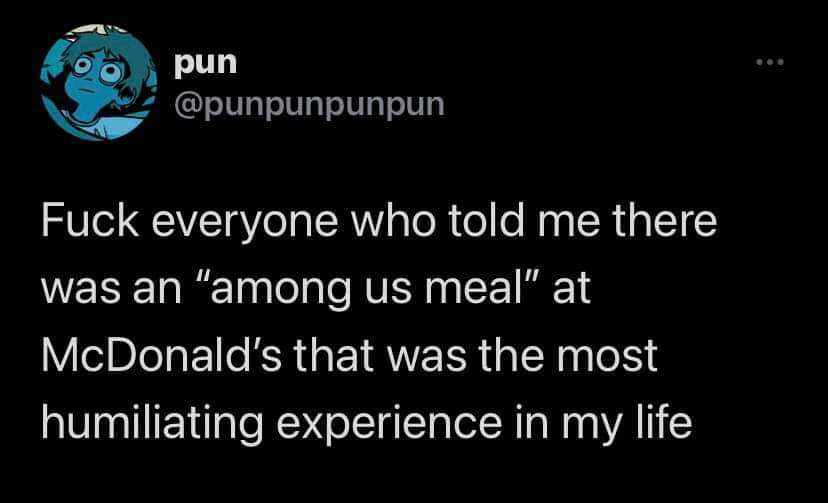 pun
@punpunpunpun
Fuck everyone who told me there
was an “among us meal” at
McDonald’s that was the most
humiliating experience in my life